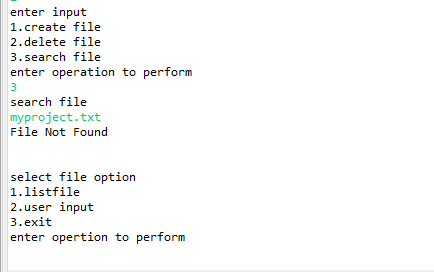 enter input
1.create file
2.delete file
3.search file
enter operation to perform
3
search file
myproject.txt
File Not Found
select file option
1.listfile
2.user input
3.exit
enter opertion to perform